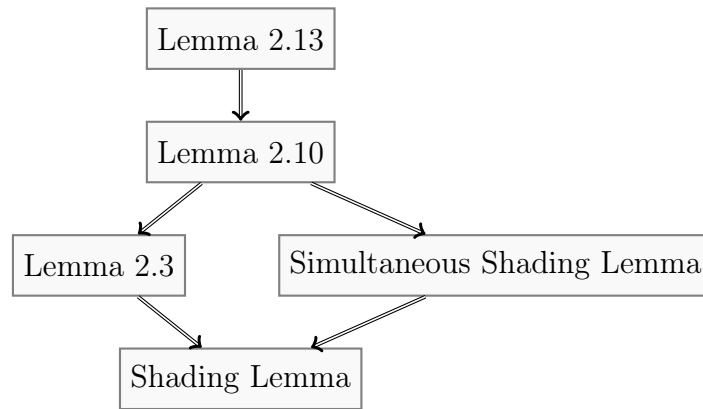 Lemma 2.13
Lemma 2.10
Lemma 2.3
Simultaneous Shading Lemma
Shading Lemma